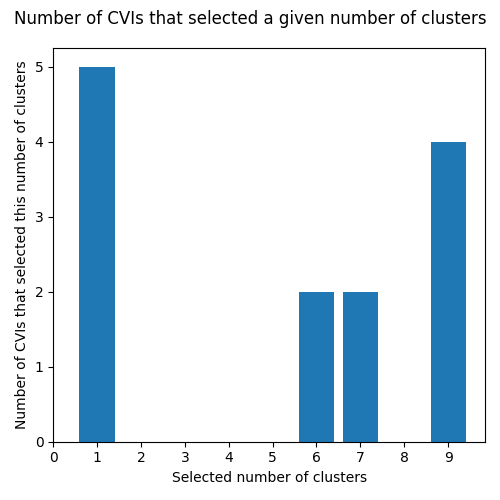 Number of CVIs that selected a given number of clusters
Number of CVIs that selected this number of clusters
5
4
3
2
1
0
0 1 2 3 4 5 6 7 8 9
Selected number of clusters